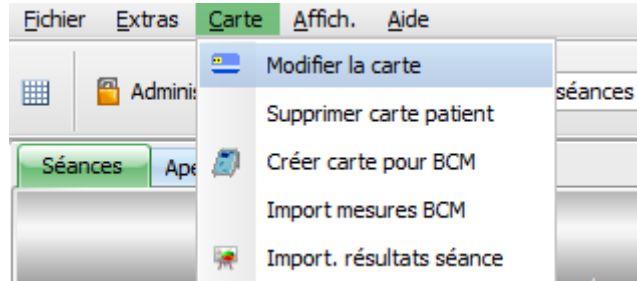 Fichier Extras Carte Affich. Aide
Modifier la carte
séances
Supprimer carte patient
Séances
Créer carte pour BCM
Import mesures BCM
Import. résultats séance